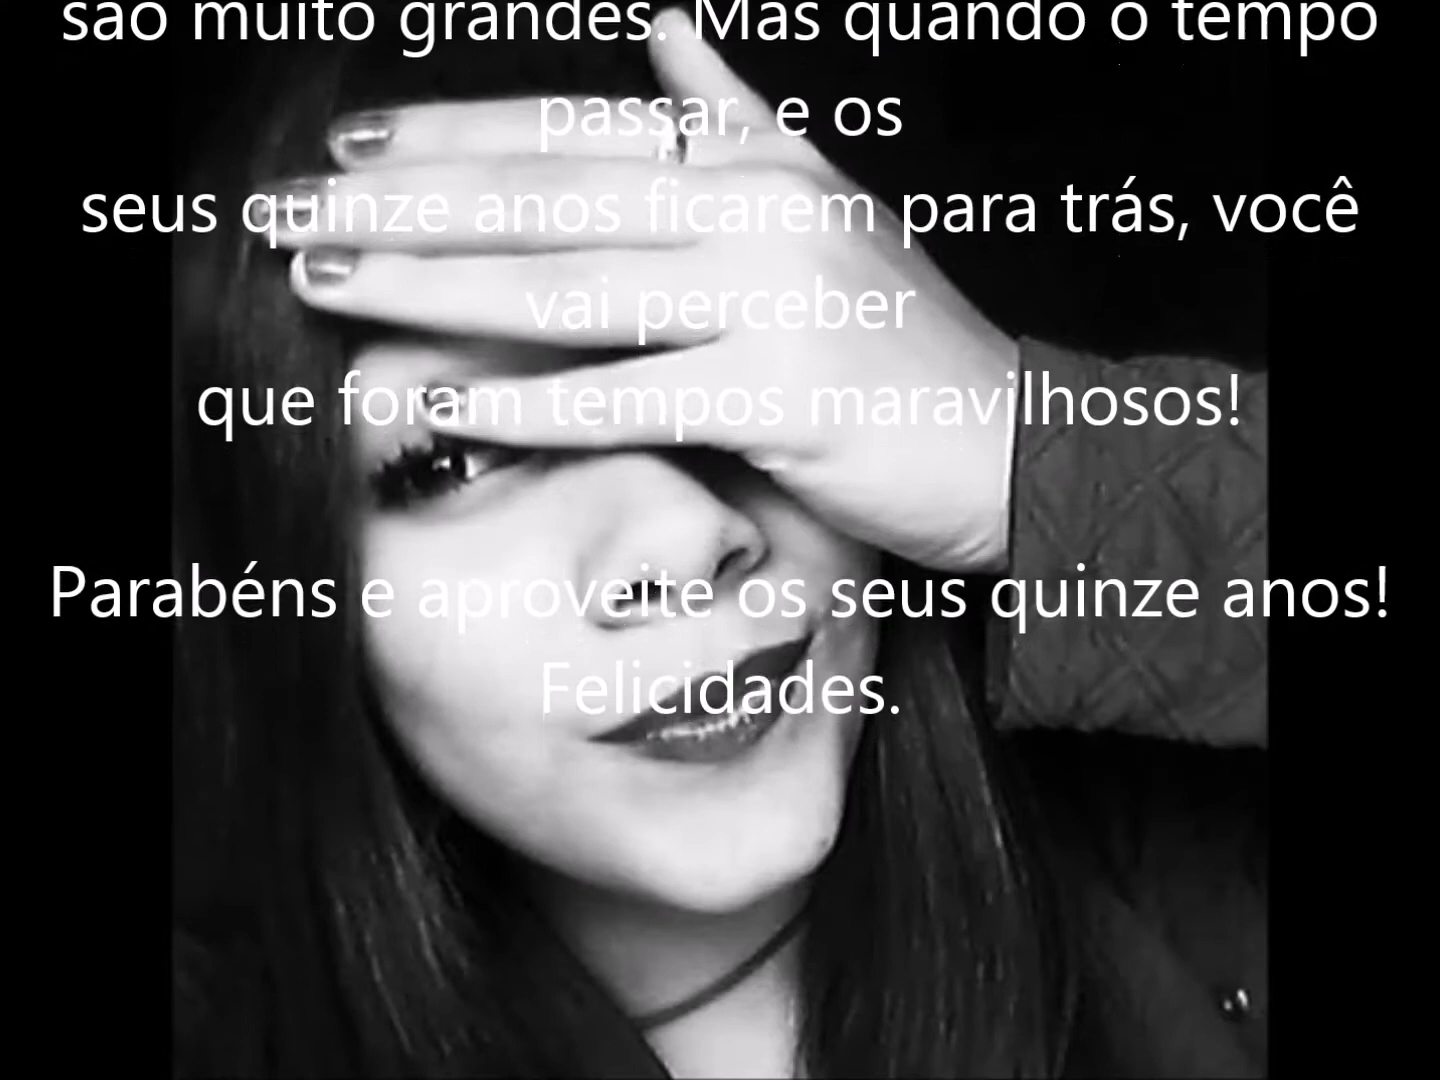 são muito grandes. Mas quando o tempo
passar, e os
seus quinze anos ficarem para trás, você
vai perceber
que foram tempos maravilhosos!
Parabéns e aproveite os seus quinze anos!
Felicidades.